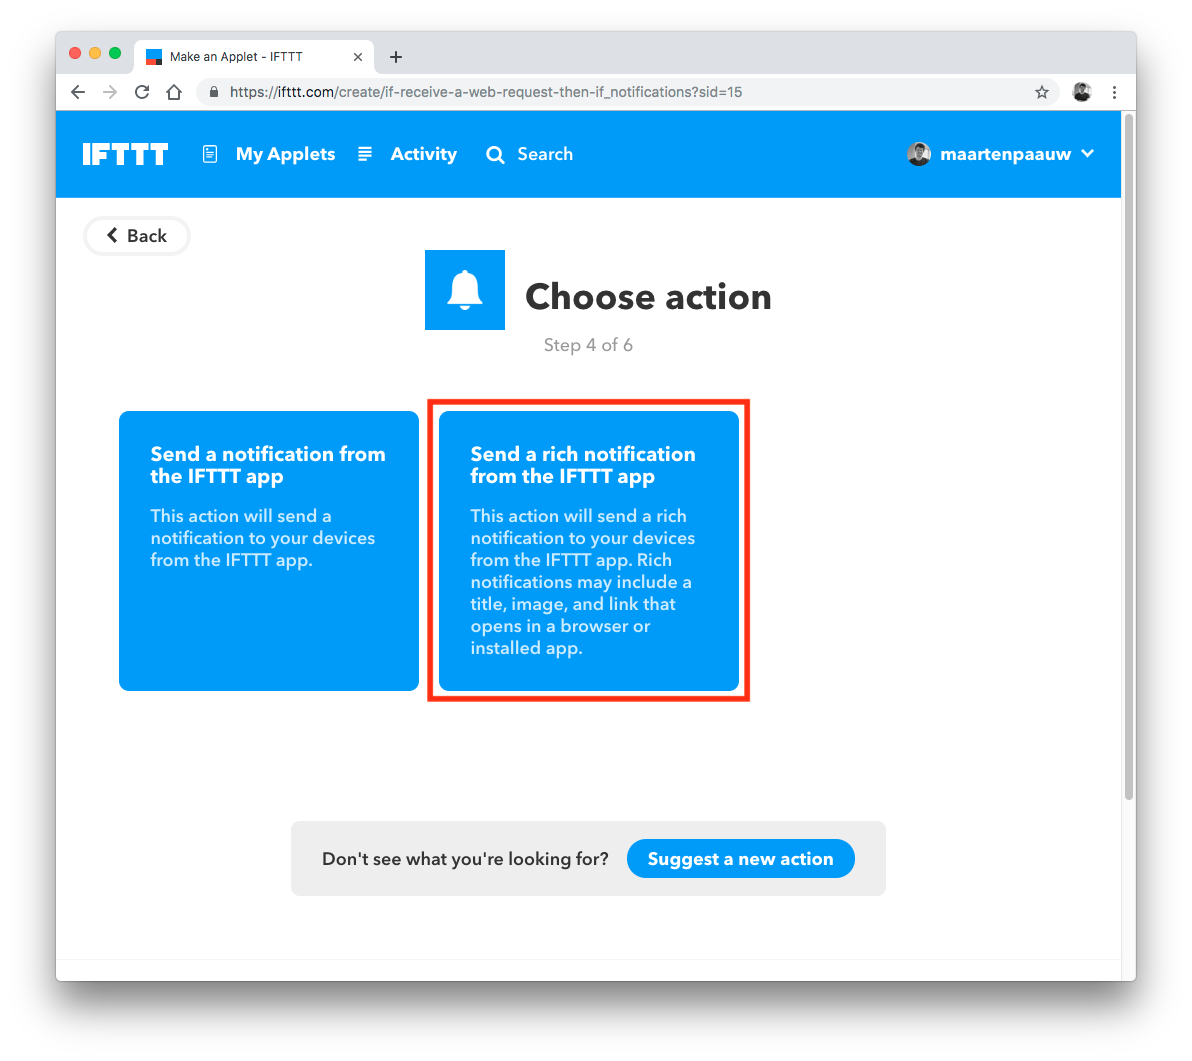 Make an Applet - IFTTT
https://ifttt.com/create/if-receive-a-web-request-then-if_notifications?sid=15
IFTTT
My Applets
Activity
Search
maartenpaauw
Back
Choose action
Step 4 of 6
Send a notification from
the IFTTT app
This action will send a
notification to your devices
from the IFTTT app.
Send a rich notification
from the IFTTT app
This action will send a rich
notification to your devices
from the IFTTT app. Rich
notifications may include a
title, image, and link that
opens in a browser or
installed app.
Don't see what you're looking for?
Suggest a new action